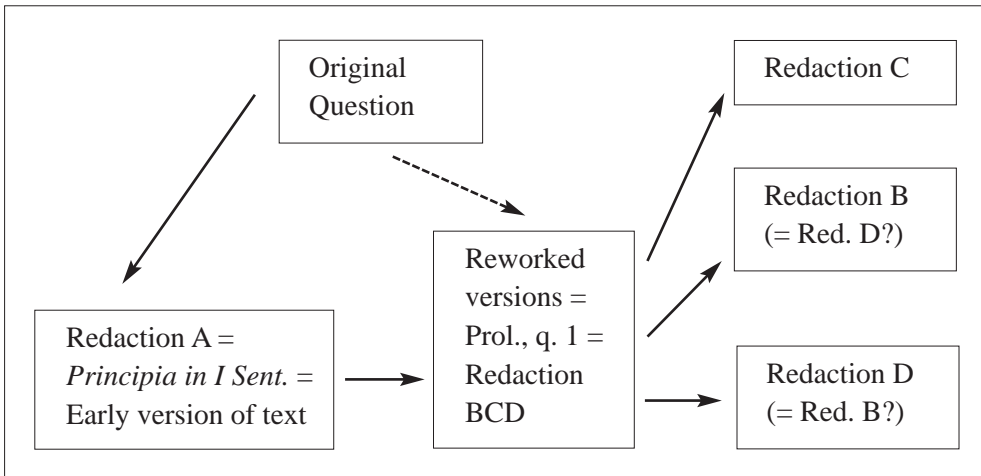 Original
Question
Redaction C
Redaction B
(= Red. D?)
Reworked
versions =
Prol., q. 1 =
Redaction
BCD
Redaction A =
Principia in I Sent. =
Early version of text
Redaction D
(= Red. B?)